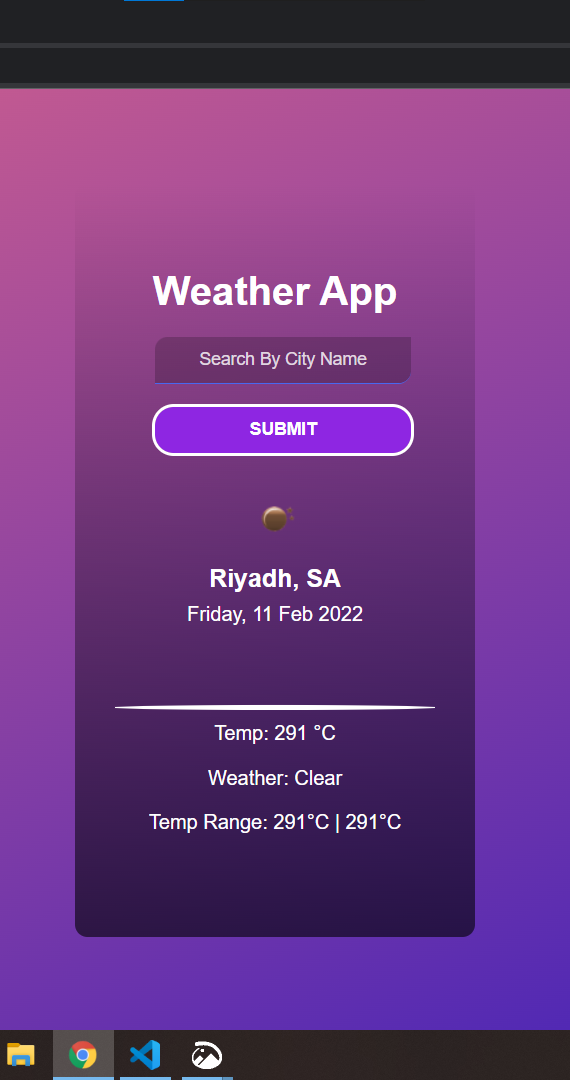 Weather App
Search By City Name
SUBMIT
Riyadh, SA
Friday, 11 Feb 2022
Temp: 291 °C
Weather: Clear
Temp Range: 291°C | 291°C